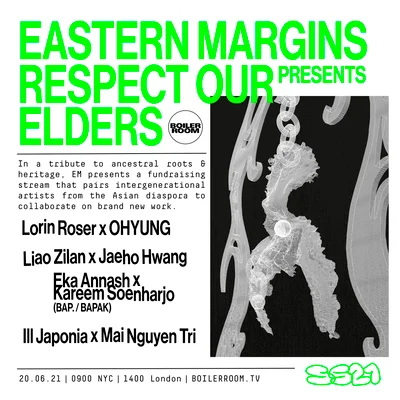 EASTERN MARGINS
PRESENTS
RESPECT OUR
ELDERS
BOILER
ROOM
In a tribute to ancestral roots &
heritage, EM presents a fundraising
stream that pairs intergenerational
artists from the Asian diaspora to
collaborate on brand new work.
Lorin Roser x OHYUNG
Liao Zilan x Jaeho Hwang
Eka Annash x
Kareem Soenharjo
(BAP. / BAPAK)
III Japonia x Mai Nguyen Tri
20.06.21 | 0900 NYC | 1400 London | BOILERROOM.TV
SS21